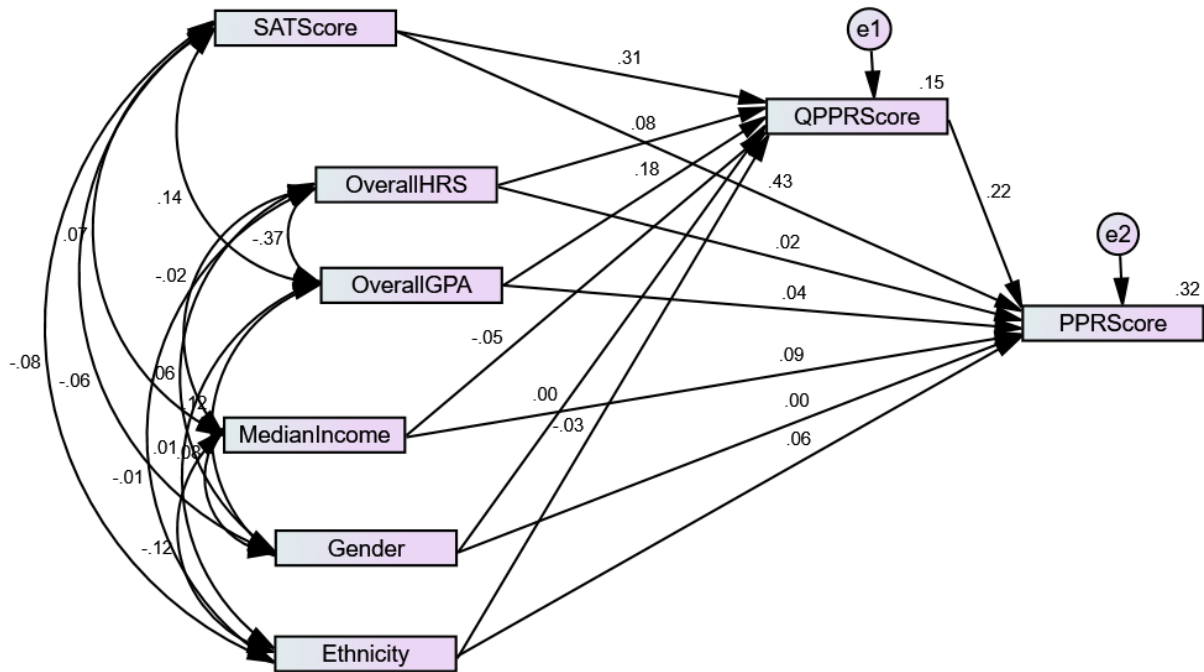 SATScore
e1
.31
.15
QPPRScore
.08
.18
OverallHRS
.14
.43
.22
.07
-.37
e2
-.02
.02
OverallGPA
.04
.32
PPRScore
-.05
-.08
-.06
.06
.09
.12
.00
.00
MedianIncome
-.03
.06
.01
.08
-.01
Gender
-.12
Ethnicity